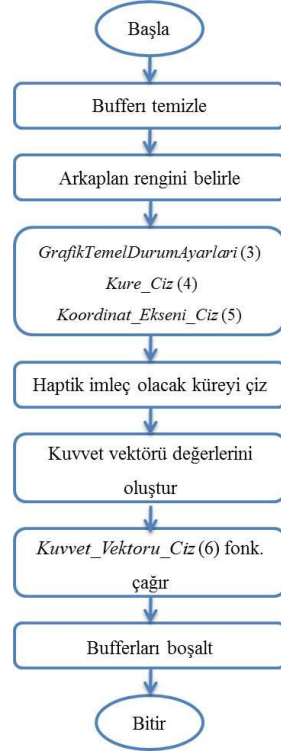 Başla
Bufferı temizle
Arkaplan rengini belirle
GrafikTemelDurumAyarlari (3)
Kure_Ciz (4)
Koordinat_Ekseni_Ciz (5)
Haptik imleç olacak küreyi çiz
Kuvvet vektörü değerlerini
oluştur
Kuvvet_Vektoru_Ciz (6) fonk.
çağır
Bufferları boşalt
Bitir